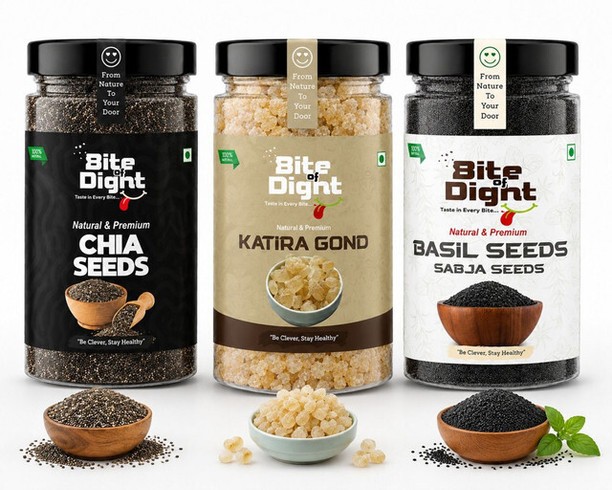 From
Nature
To
Your
Door
100%
NATURAL
Bite
of
Dight
Taste in Every Bite...
Natural & Premium
CHIA
SEEDS
"Be Clever, Stay Healthy"
From
Nature
To
Your
Door
100%
NATURAL
Bite
of
Dight
Taste in Every Bite...
Natural & Premium
KATIRA GOND
"Be Clever, Stay Healthy"
From
Nature
To
Your
Door
100%
NATURAL
Bite
of
Dight
Taste in Every Bite...
Natural & Premium
BASIL SEEDS
SABJA SEEDS
"Be Clever, Stay Healthy"